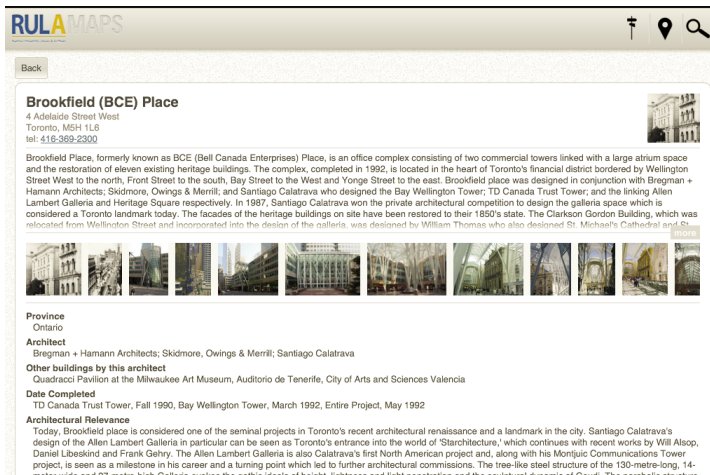 RULAMAPS
Back
Brookfield (BCE) Place
4 Adelaide Street West
Toronto, M5H 1L6
tel: 416-369-2300
Brookfield Place, formerly known as BCE (Bell Canada Enterprises) Place, is an office complex consisting of two commercial towers linked with a large atrium space
and the restoration of eleven existing heritage buildings. The complex, completed in 1992, is located in the heart of Toronto's financial district bordered by Wellington
Street West to the north, Front Street to the south, Bay Street to the West and Yonge Street to the east. Brookfield place was designed in conjunction with Bregman +
Hamann Architects; Skidmore, Owings & Merrill; and Santiago Calatrava who designed the Bay Wellington Tower; TD Canada Trust Tower; and the linking Allen
Lambert Galleria and Heritage Square respectively. In 1987, Santiago Calatrava won the private architectural competition to design the galleria space which is
considered a Toronto landmark today. The facades of the heritage buildings on site have been restored to their 1850's state. The Clarkson Gordon Building, which was
relocated from Wellington Street and incorporated into the design of the galleria, was designed by William Thomas who also designed St. Michael's Cathedral and St.
more
Province
Ontario
Architect
Bregman + Hamann Architects; Skidmore, Owings & Merrill; Santiago Calatrava
Other buildings by this architect
Quadracci Pavilion at the Milwaukee Art Museum, Auditorio de Tenerife, City of Arts and Sciences Valencia
Date Completed
TD Canada Trust Tower, Fall 1990, Bay Wellington Tower, March 1992, Entire Project, May 1992
Architectural Relevance
Today, Brookfield place is considered one of the seminal projects in Toronto's recent architectural renaissance and a landmark in the city. Santiago Calatrava's
design of the Allen Lambert Galleria in particular can be seen as Toronto's entrance into the world of 'Starchitecture,' which continues with recent works by Will Alsop,
Daniel Libeskind and Frank Gehry. The Allen Lambert Galleria is also Calatrava's first North American project and, along with his Montjuic Communications Tower
project, is seen as a milestone in his career and a turning point which led to further architectural commissions. The tree-like steel structure of the 130-metre-long, 14-